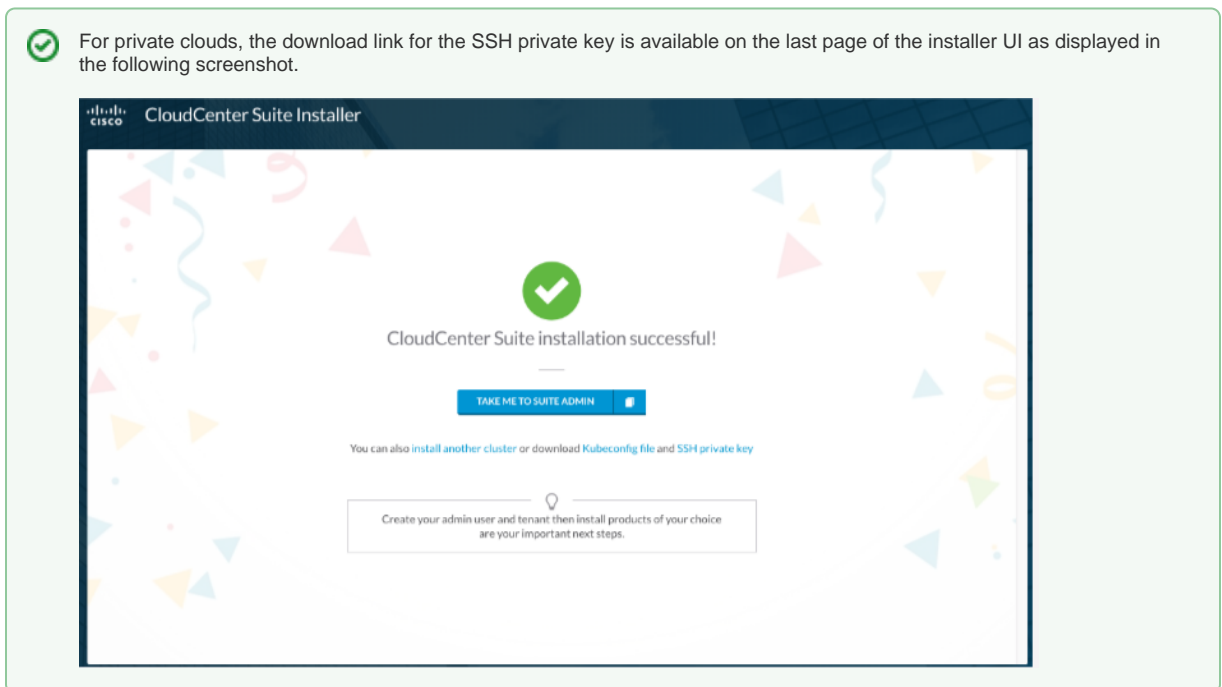 For private clouds, the download link for the SSH private key is available on the last page of the installer UI as displayed in
the following screenshot.
CISCO CloudCenter Suite Installer
CloudCenter Suite installation successful!
TAKE ME TO SUITE ADMIN
You can also install another cluster or download Kubeconfig file and SSH private key
Create your admin user and tenant then install products of your choice
are your important next steps.